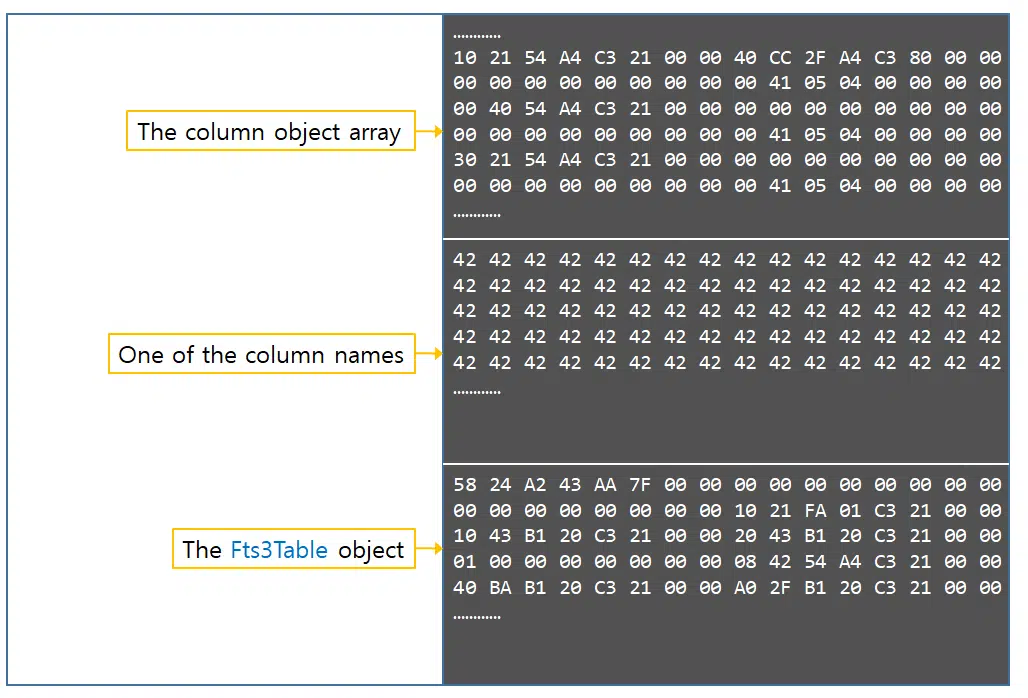 …………
10 21 54 A4 C3 21 00 00 40 CC 2F A4 C3 80 00 00
00 00 00 00 00 00 00 00 00 41 05 04 00 00 00 00
The column object array
00 40 54 A4 C3 21 00 00 00 00 00 00 00 00 00 00
00 00 00 00 00 00 00 00 00 41 05 04 00 00 00 00
30 21 54 A4 C3 21 00 00 00 00 00 00 00 00 00 00
00 00 00 00 00 00 00 00 00 41 05 04 00 00 00 00
…………
42 42 42 42 42 42 42 42 42 42 42 42 42 42 42 42
42 42 42 42 42 42 42 42 42 42 42 42 42 42 42 42
42 42 42 42 42 42 42 42 42 42 42 42 42 42 42 42
One of the column names
42 42 42 42 42 42 42 42 42 42 42 42 42 42 42 42
42 42 42 42 42 42 42 42 42 42 42 42 42 42 42 42
…………
58 24 A2 43 AA 7F 00 00 00 00 00 00 00 00 00 00
00 00 00 00 00 00 00 00 10 21 FA 01 C3 21 00 00
The Fts3Table object
10 43 B1 20 C3 21 00 00 20 43 B1 20 C3 21 00 00
01 00 00 00 00 00 00 00 08 42 54 A4 C3 21 00 00
40 BA B1 20 C3 21 00 00 A0 2F B1 20 C3 21 00 00
…………